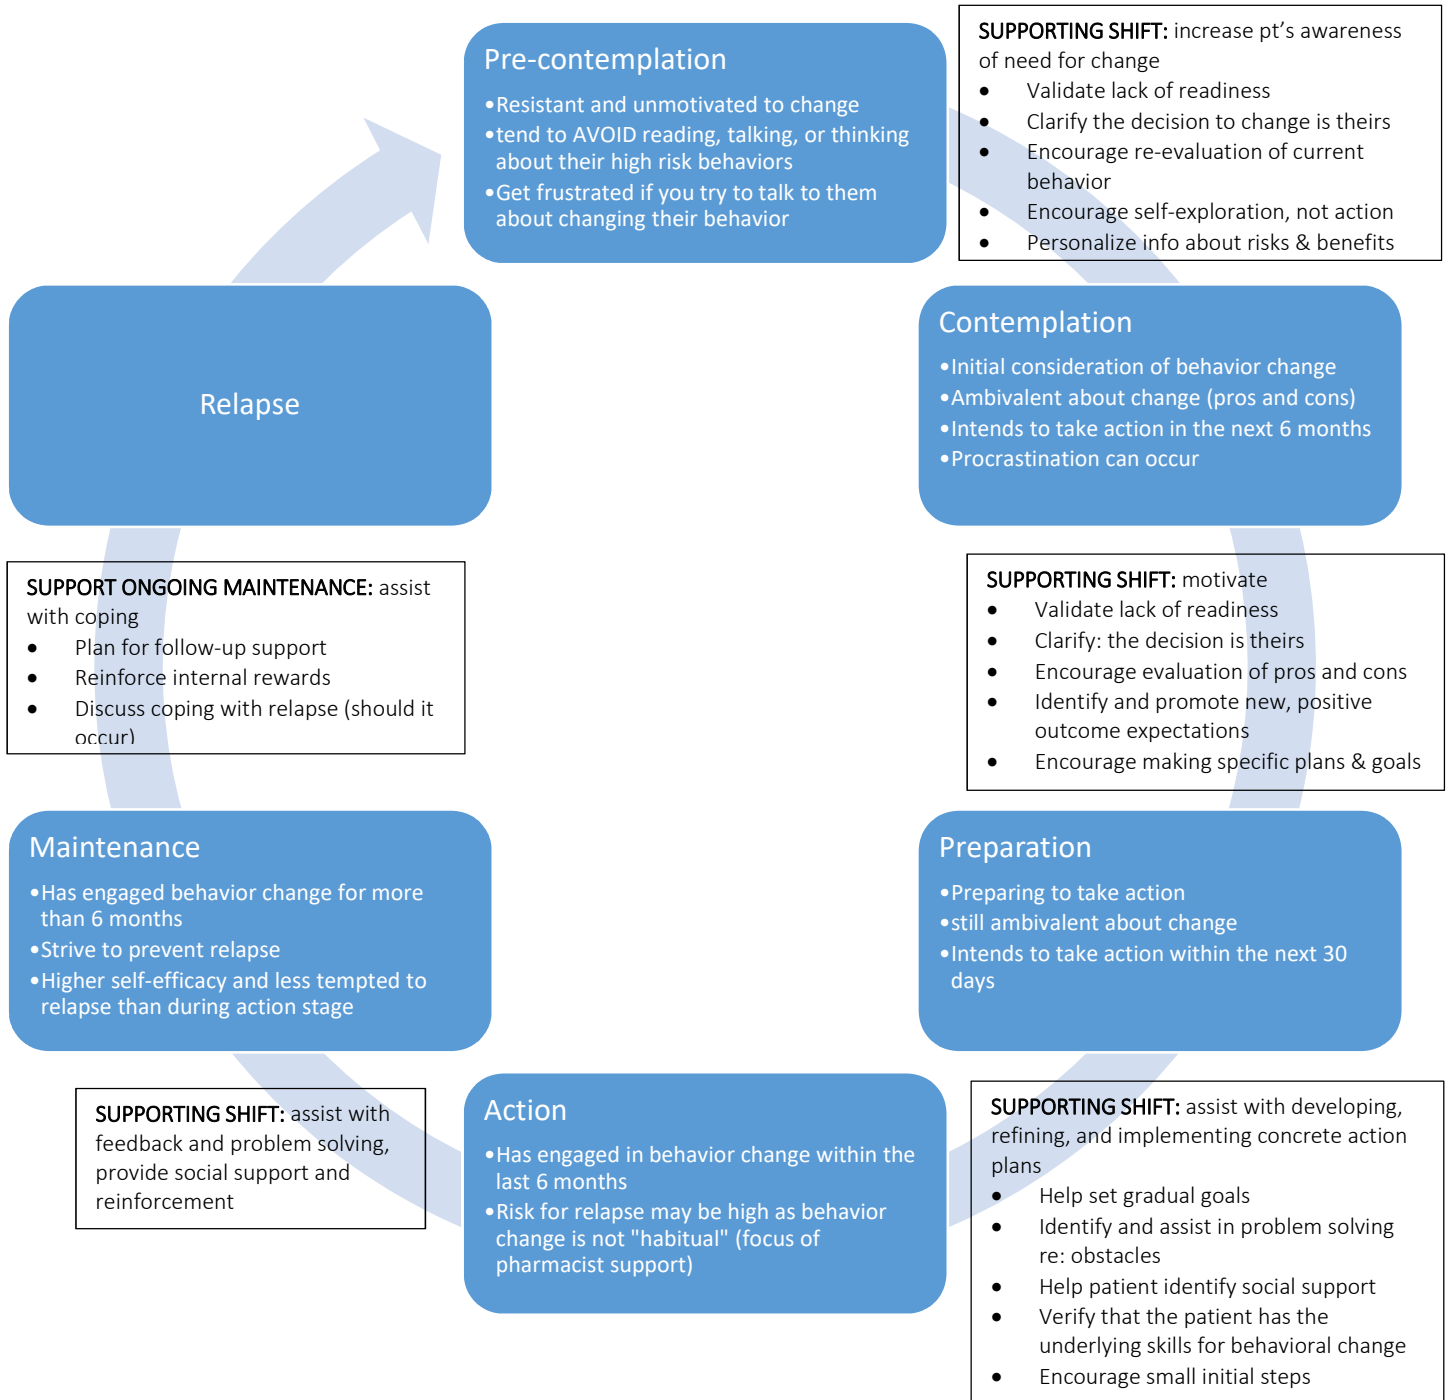 Pre-contemplation
•Resistant and unmotivated to change
•tend to AVOID reading, talking, or thinking
about their high risk behaviors
•Get frustrated if you try to talk to them
about changing their behavior
SUPPORTING SHIFT: increase pt’s awareness
of need for change
• Validate lack of readiness
• Clarify the decision to change is theirs
• Encourage re-evaluation of current
behavior
• Encourage self-exploration, not action
• Personalize info about risks & benefits
Contemplation
•Initial consideration of behavior change
•Ambivalent about change (pros and cons)
•Intends to take action in the next 6 months
•Procrastination can occur
SUPPORTING SHIFT: motivate
• Validate lack of readiness
• Clarify: the decision is theirs
• Encourage evaluation of pros and cons
• Identify and promote new, positive
outcome expectations
• Encourage making specific plans & goals
Preparation
•Preparing to take action
•still ambivalent about change
•Intends to take action within the next 30
days
SUPPORTING SHIFT: assist with developing,
refining, and implementing concrete action
plans
• Help set gradual goals
• Identify and assist in problem solving
re: obstacles
• Help patient identify social support
• Verify that the patient has the
underlying skills for behavioral change
• Encourage small initial steps
Action
•Has engaged in behavior change within the
last 6 months
•Risk for relapse may be high as behavior
change is not "habitual" (focus of
pharmacist support)
SUPPORTING SHIFT: assist with
feedback and problem solving,
provide social support and
reinforcement
Maintenance
•Has engaged behavior change for more
than 6 months
•Strive to prevent relapse
•Higher self-efficacy and less tempted to
relapse than during action stage
SUPPORT ONGOING MAINTENANCE: assist
with coping
• Plan for follow-up support
• Reinforce internal rewards
• Discuss coping with relapse (should it
occur)
Relapse